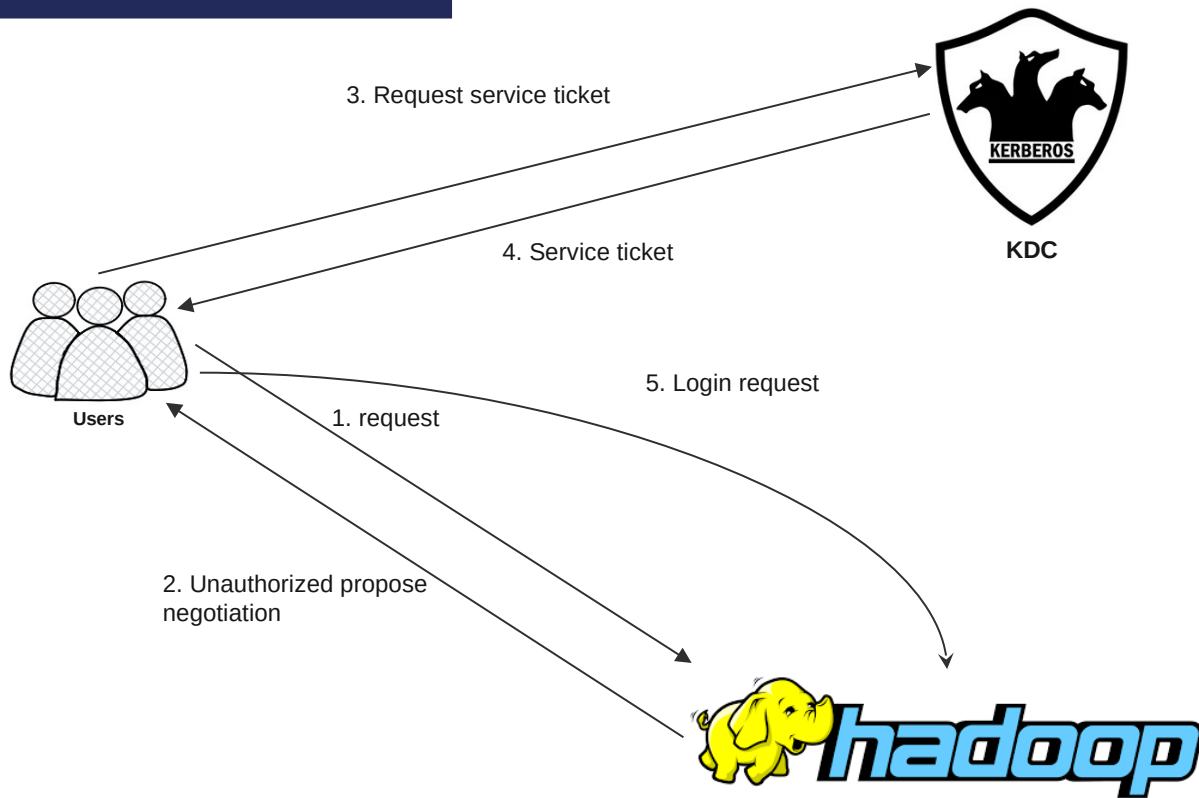 3. Request service ticket
KERBEROS
4. Service ticket
KDC
5. Login request
1. request
Users
2. Unauthorized propose
negotiation
hadoop